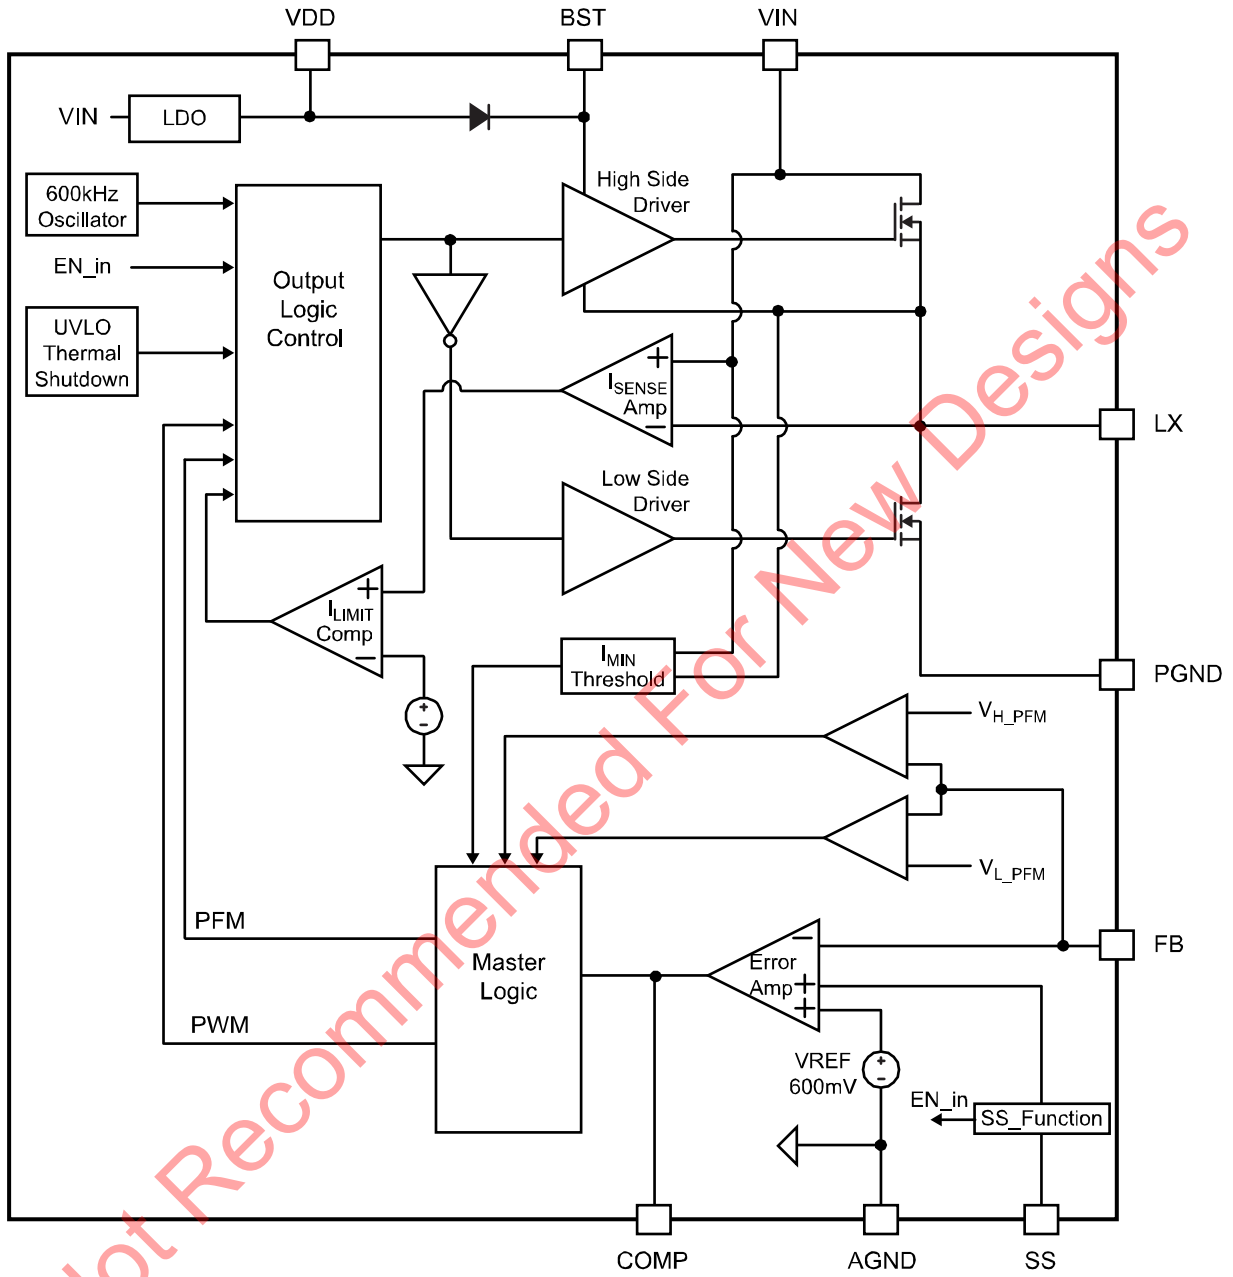 VDD
BST
VIN
VIN
LDO
600kHz
Oscillator
EN_in
UVLO
Thermal
Shutdown
Output
Logic
Control
High Side
Driver
+
ISENSE
Amp
−
LX
Low Side
Driver
+
ILIMIT
Comp
−
+
−
IMIN
Threshold
PGND
VH_PFM
VL_PFM
PFM
PWM
Master
Logic
−
Error
Amp
+
+
FB
VREF
600mV
+
−
EN_in
SS_Function
COMP
AGND
SS
Not Recommended For New Designs